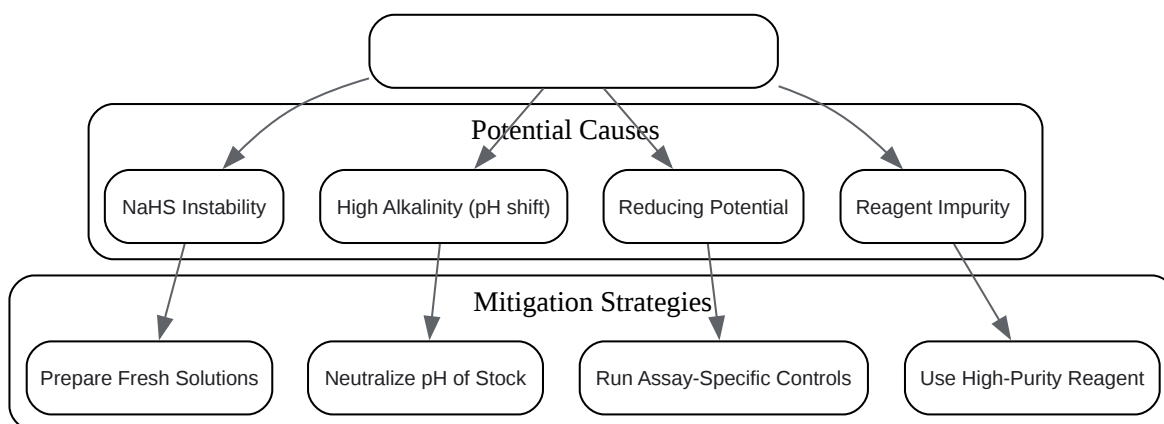 Potential Causes
NaHS Instability
High Alkalinity (pH shift)
Reducing Potential
Reagent Impurity
Mitigation Strategies
Prepare Fresh Solutions
Neutralize pH of Stock
Run Assay-Specific Controls
Use High-Purity Reagent